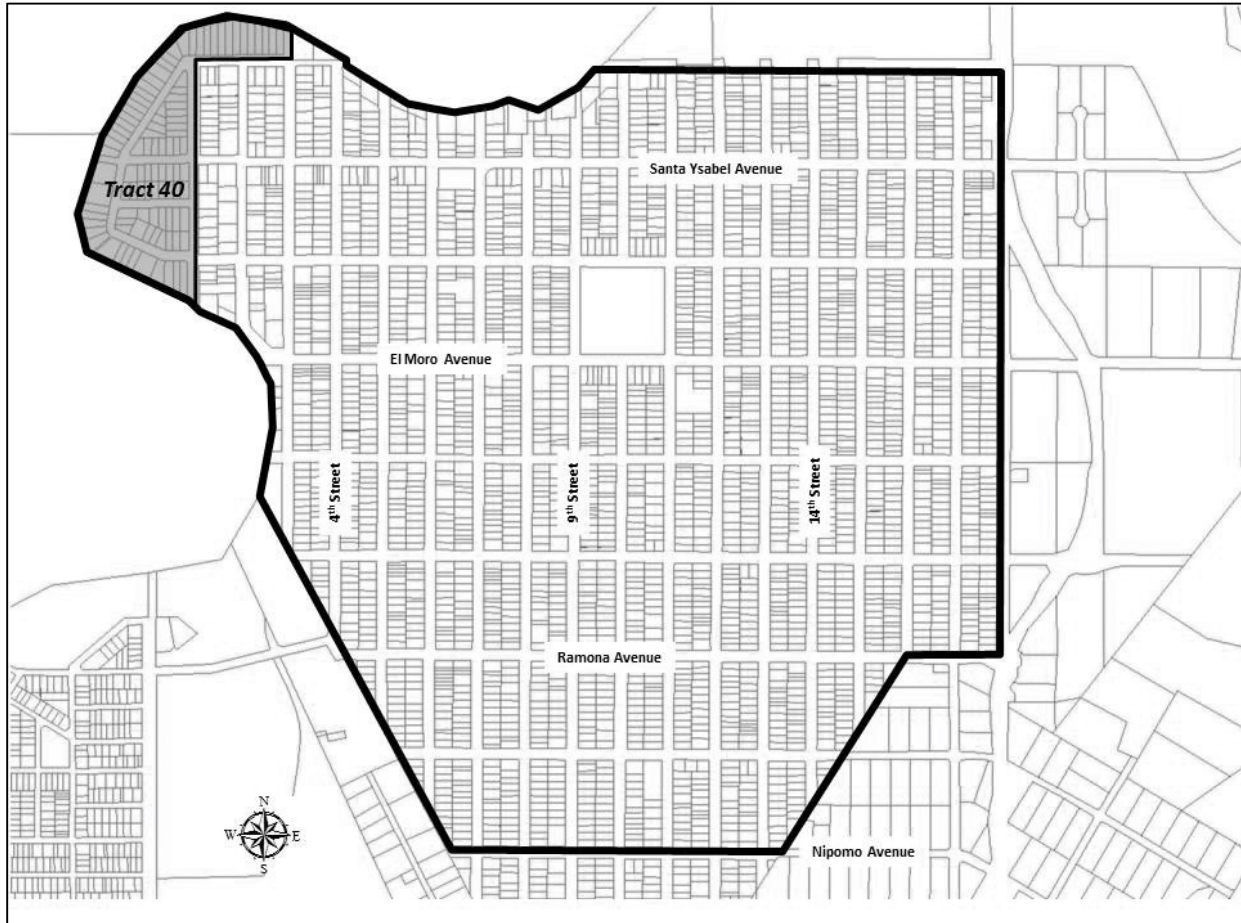 Santa Ysabel Avenue
Tract 40
El Moro Avenue
4th Street
9th Street
14th Street
Ramona Avenue
N
W
E
S
Nipomo Avenue